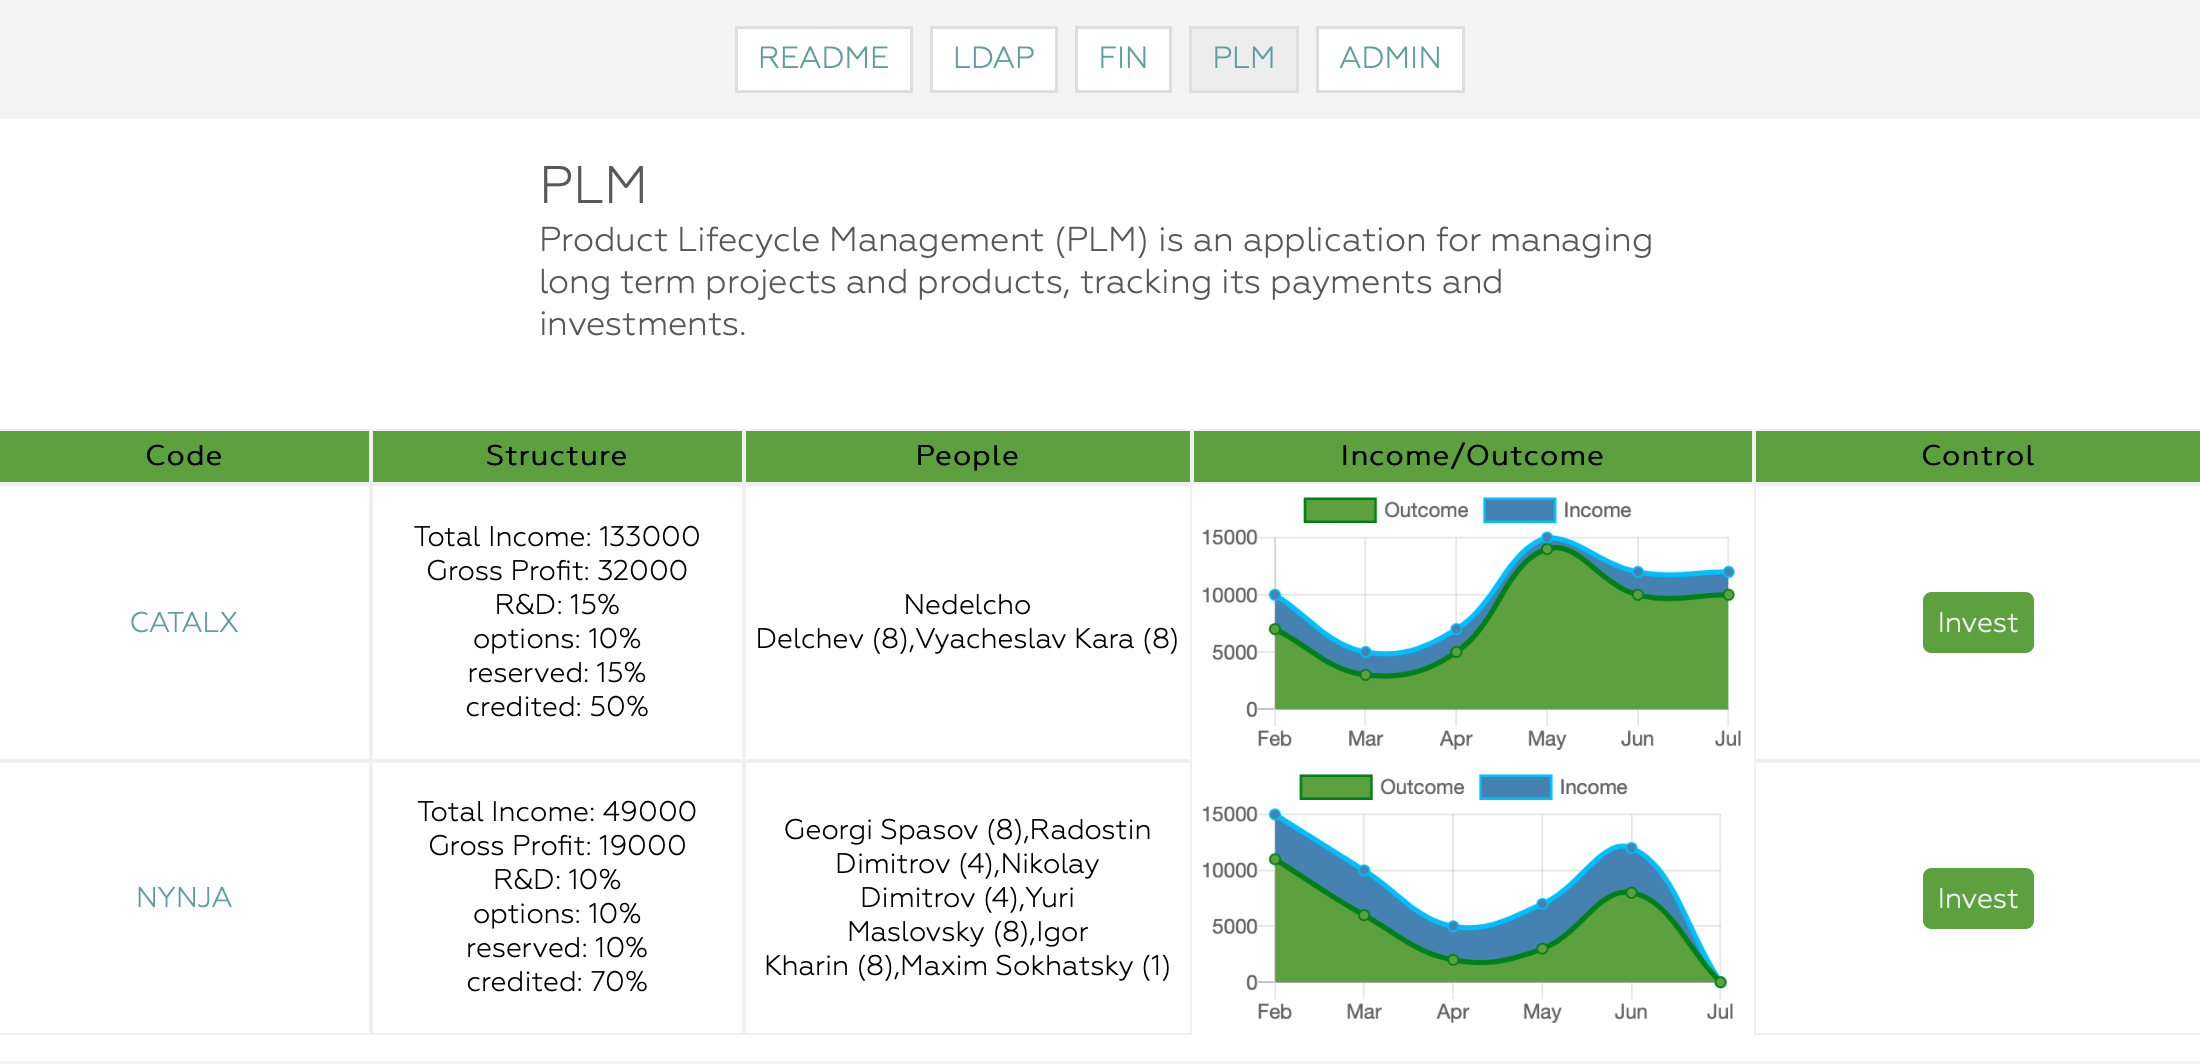 README LDAP FIN PLM ADMIN
PLM
Product Lifecycle Management (PLM) is an application for managing
long term projects and products, tracking its payments and
investments.
Code Structure People Income/Outcome Control
CATALX
Total Income: 133000
Gross Profit: 32000
R&D: 15%
options: 10%
reserved: 15%
credited: 50%
Nedelcho
Delchev (8),Vyacheslav Kara (8)
Outcome Income
15000
10000
5000
0
Feb Mar Apr May Jun Jul
Invest
NYNJA
Total Income: 49000
Gross Profit: 19000
R&D: 10%
options: 10%
reserved: 10%
credited: 70%
Georgi Spasov (8),Radostin
Dimitrov (4),Nikolay
Dimitrov (4),Yuri
Maslovsky (8),Igor
Kharin (8),Maxim Sokhatsky (1)
Outcome Income
15000
10000
5000
0
Feb Mar Apr May Jun Jul
Invest